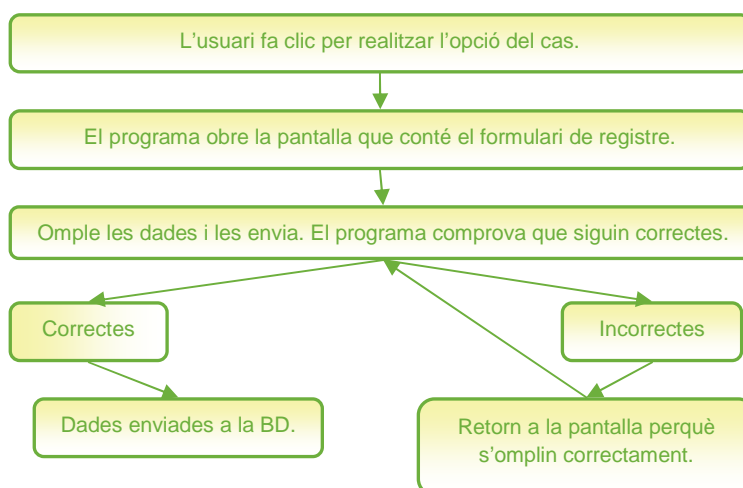 L'usuari fa clic per realitzar l'opció del cas.
El programa obre la pantalla que conté el formulari de registre.
Omple les dades i les envia. El programa comprova que siguin correctes.
Correctes
Incorrectes
Dades enviades a la BD.
Retorn a la pantalla perquè
s'omplin correctament.